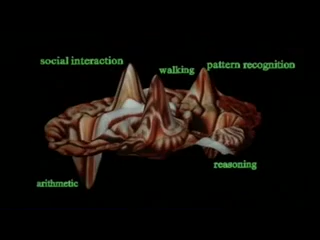 social interaction
walking
pattern recognition
reasoning
arithmetic